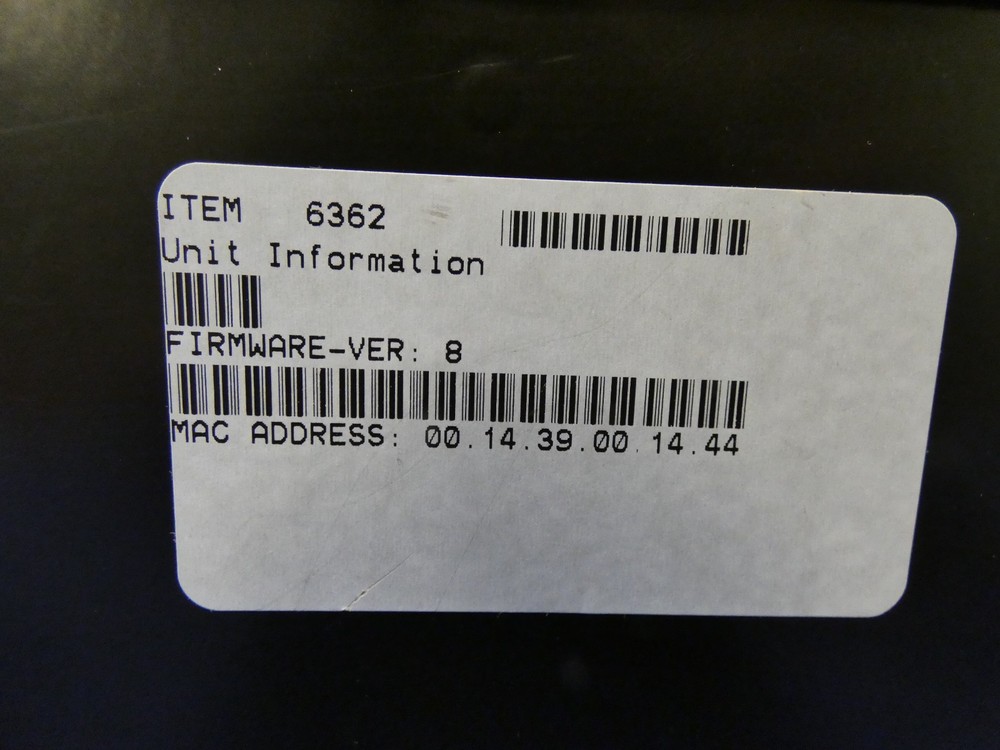 ITEM 6362
Unit Information
FIRMWARE-VER: 8
MAC ADDRESS: 00.14.39.00.14.44